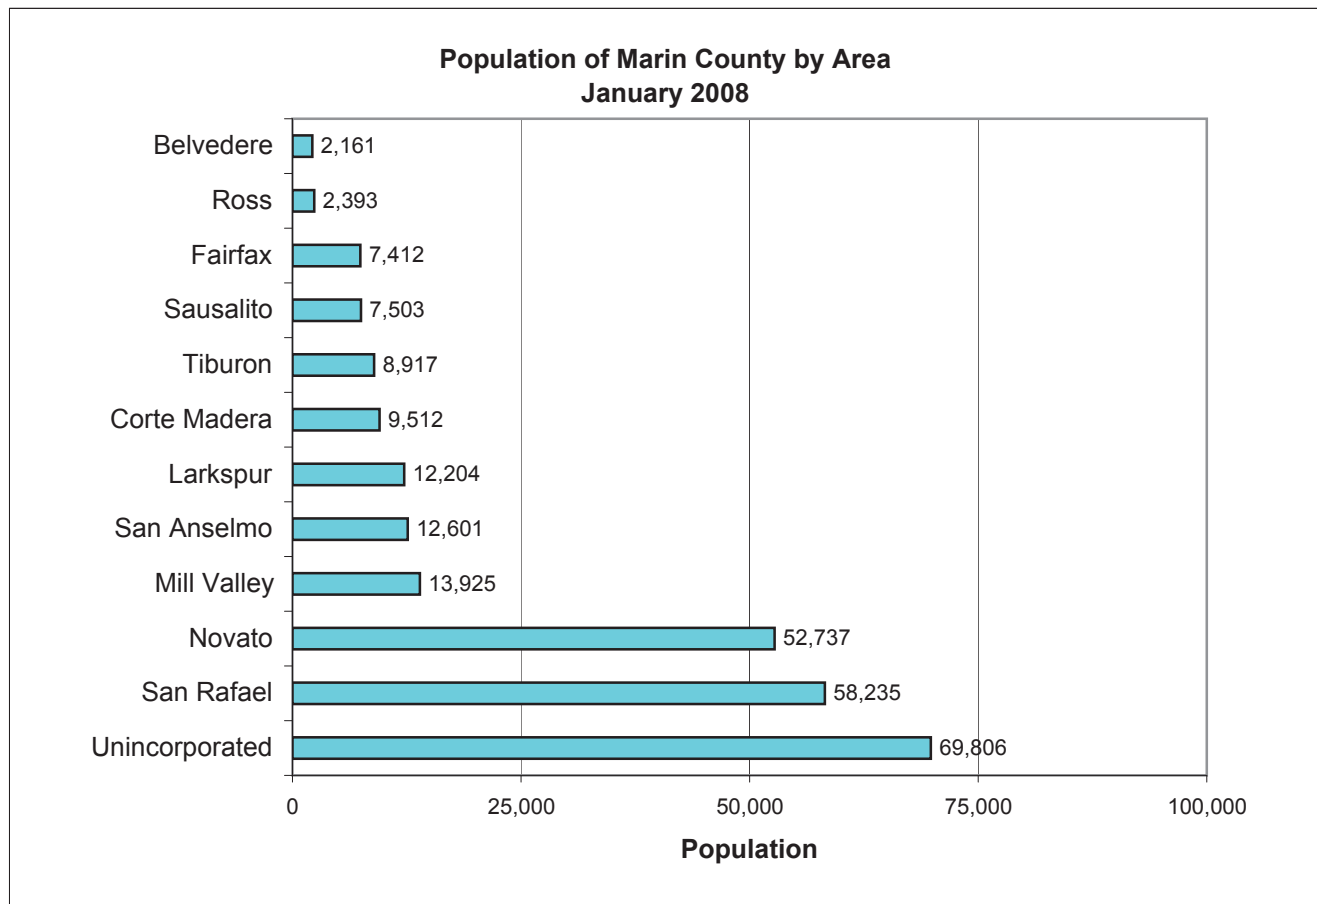 Population of Marin County by Area
January 2008
Belvedere 2,161
Ross 2,393
Fairfax 7,412
Sausalito 7,503
Tiburon 8,917
Corte Madera 9,512
Larkspur 12,204
San Anselmo 12,601
Mill Valley 13,925
Novato 52,737
San Rafael 58,235
Unincorporated 69,806
0 25,000 50,000 75,000 100,000
Population